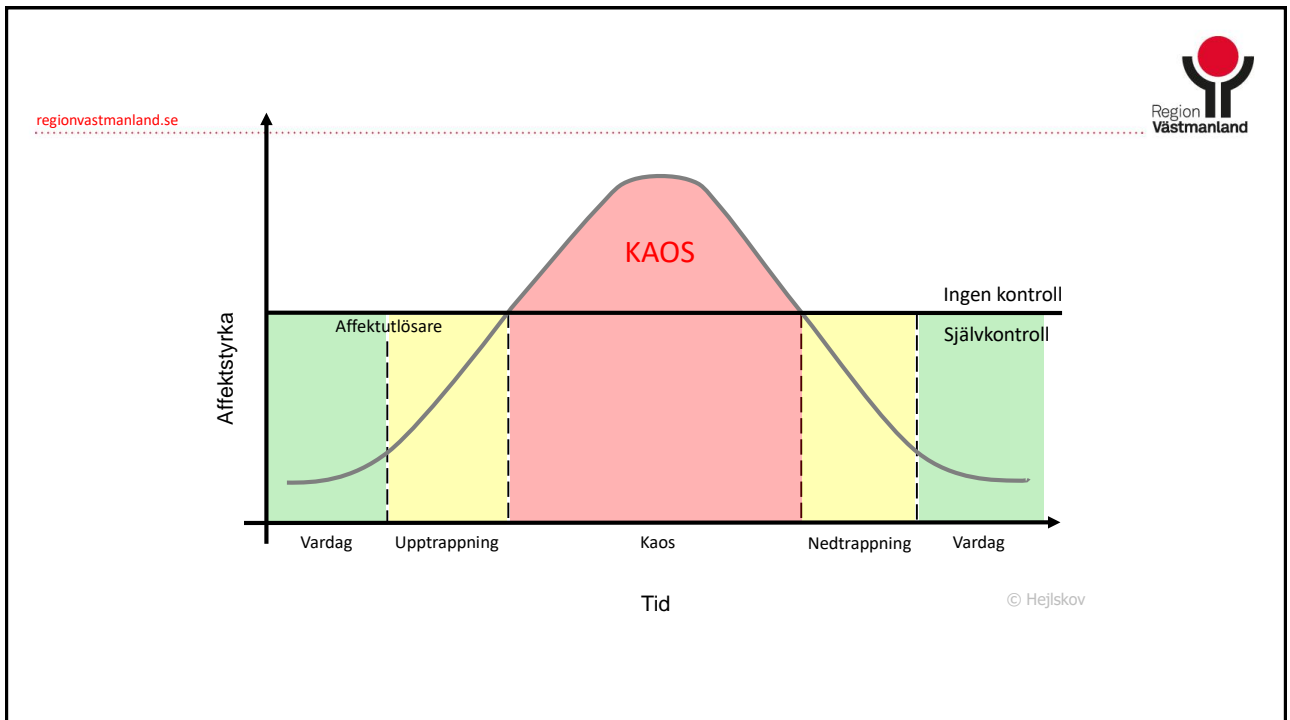 regionvastmanland.se
Region
Västmanland
KAOS
Ingen kontroll
Affektutlösare
Självkontroll
Affektstyrka
Vardag
Upptrappning
Kaos
Nedtrappning
Vardag
Tid
© Hejlskov